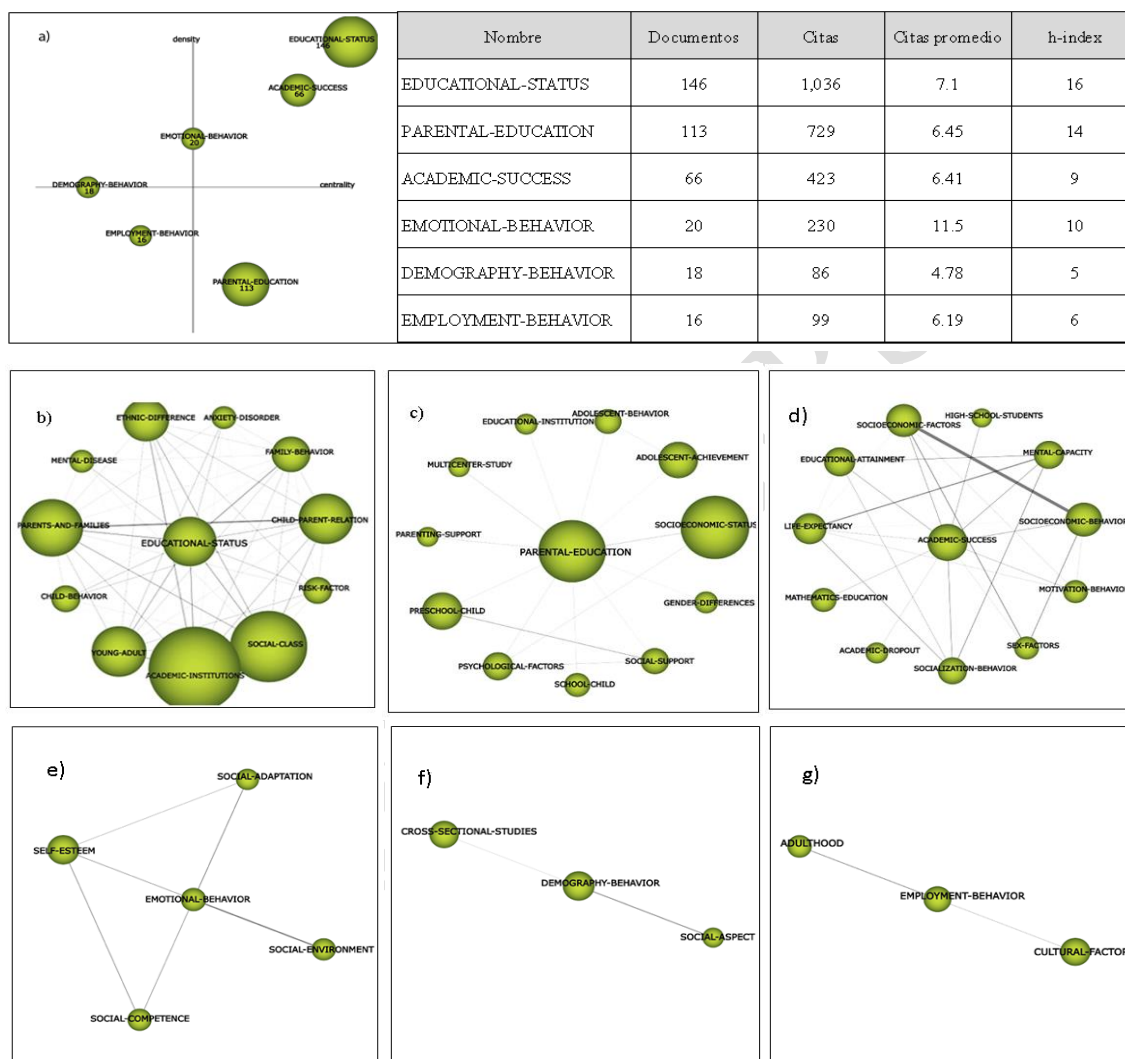 a)
density
EDUCATIONAL-STATUS
146
ACADEMIC-SUCCESS
66
EMOTIONAL-BEHAVIOR
20
DEMOGRAPHY-BEHAVIOR
18
centrality
EMPLOYMENT-BEHAVIOR
16
PARENTAL-EDUCATION
113
Nombre Documentos Citas Citas promedio h-index
EDUCATIONAL-STATUS 146 1,036 7.1 16
PARENTAL-EDUCATION 113 729 6.45 14
ACADEMIC-SUCCESS 66 423 6.41 9
EMOTIONAL-BEHAVIOR 20 230 11.5 10
DEMOGRAPHY-BEHAVIOR 18 86 4.78 5
EMPLOYMENT-BEHAVIOR 16 99 6.19 6
b)
ETHNIC-DIFFERENCE
ANXIETY-DISORDER
MENTAL-DISEASE
FAMILY-BEHAVIOR
PARENTS-AND-FAMILIES
CHILD-PARENT-RELATION
EDUCATIONAL-STATUS
CHILD-BEHAVIOR
RISK-FACTOR
YOUNG-ADULT
SOCIAL-CLASS
ACADEMIC-INSTITUTIONS
c)
ADOLESCENT-BEHAVIOR
EDUCATIONAL-INSTITUTION
ADOLESCENT-ACHIEVEMENT
MULTICENTER-STUDY
SOCIOECONOMIC-STATUS
PARENTING-SUPPORT
PARENTAL-EDUCATION
GENDER-DIFFERENCES
PRESCHOOL-CHILD
SOCIAL-SUPPORT
PSYCHOLOGICAL-FACTORS
SCHOOL-CHILD
d)
HIGH-SCHOOL-STUDENTS
SOCIOECONOMIC-FACTORS
MENTAL-CAPACITY
EDUCATIONAL-ATTAINMENT
SOCIOECONOMIC-BEHAVIOR
LIFE-EXPECTANCY
ACADEMIC-SUCCESS
MOTIVATION-BEHAVIOR
MATHEMATICS-EDUCATION
SEX-FACTORS
ACADEMIC-DROPOUT
SOCIALIZATION-BEHAVIOR
e)
SOCIAL-ADAPTATION
SELF-ESTEEM
EMOTIONAL-BEHAVIOR
SOCIAL-ENVIRONMENT
SOCIAL-COMPETENCE
f)
CROSS-SECTIONAL-STUDIES
DEMOGRAPHY-BEHAVIOR
SOCIAL-ASPECT
g)
ADULTHOOD
EMPLOYMENT-BEHAVIOR
CULTURAL-FACTOR